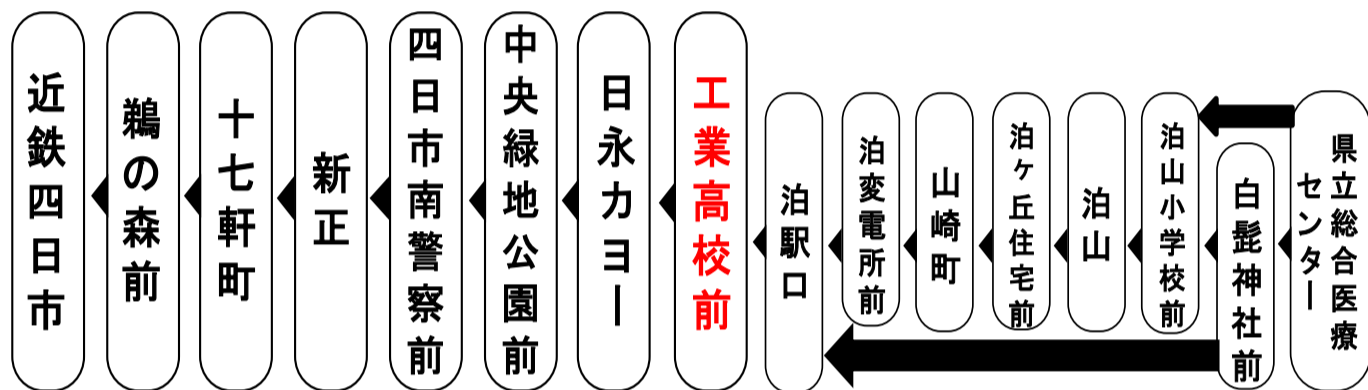 県立総合医療
センター
白髭神社前
泊山小学校前
泊山
泊ヶ丘住宅前
山崎町
泊変電所前
泊駅口
工業高校前
日永カヨー
中央緑地公園前
四日市南警察前
新正
十七軒町
鵜の森前
近鉄四日市